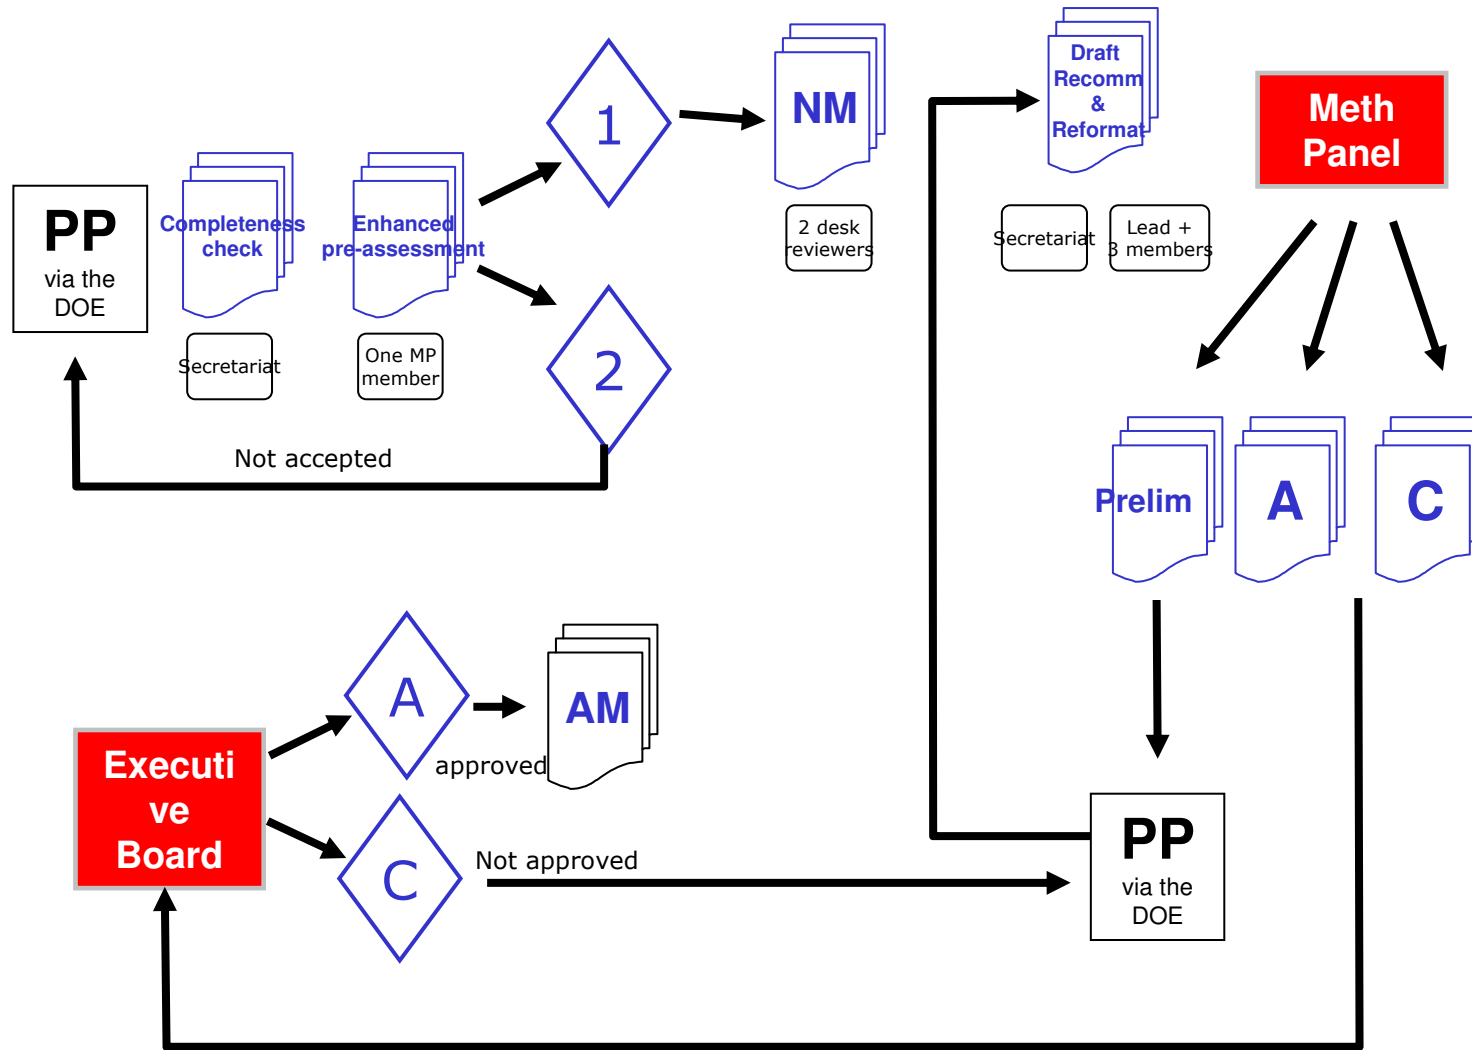 PP
via the
DOE
Completeness
check
Secretariat
Enhanced
pre-assessment
One MP
member
1
2
Not accepted
NM
2 desk
reviewers
Draft
Recomm
&
Reformat
Secretariat
Lead +
3 members
Meth
Panel
Prelim
A
C
Executi
ve
Board
A
approved
AM
C
Not approved
PP
via the
DOE